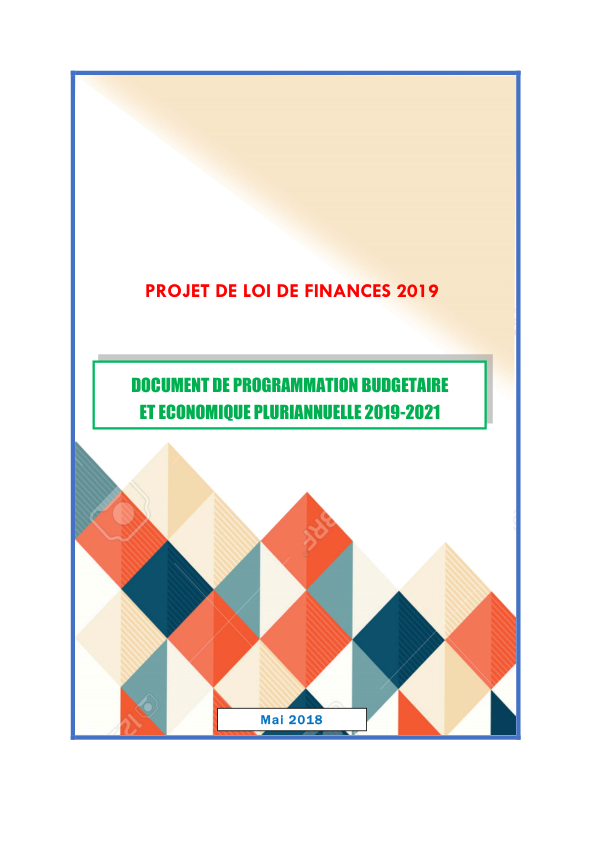 PROJET DE LOI DE FINANCES 2019
DOCUMENT DE PROGRAMMATION BUDGETAIRE
ET ECONOMIQUE PLURIANNUELLE 2019-2021
Mai 2018